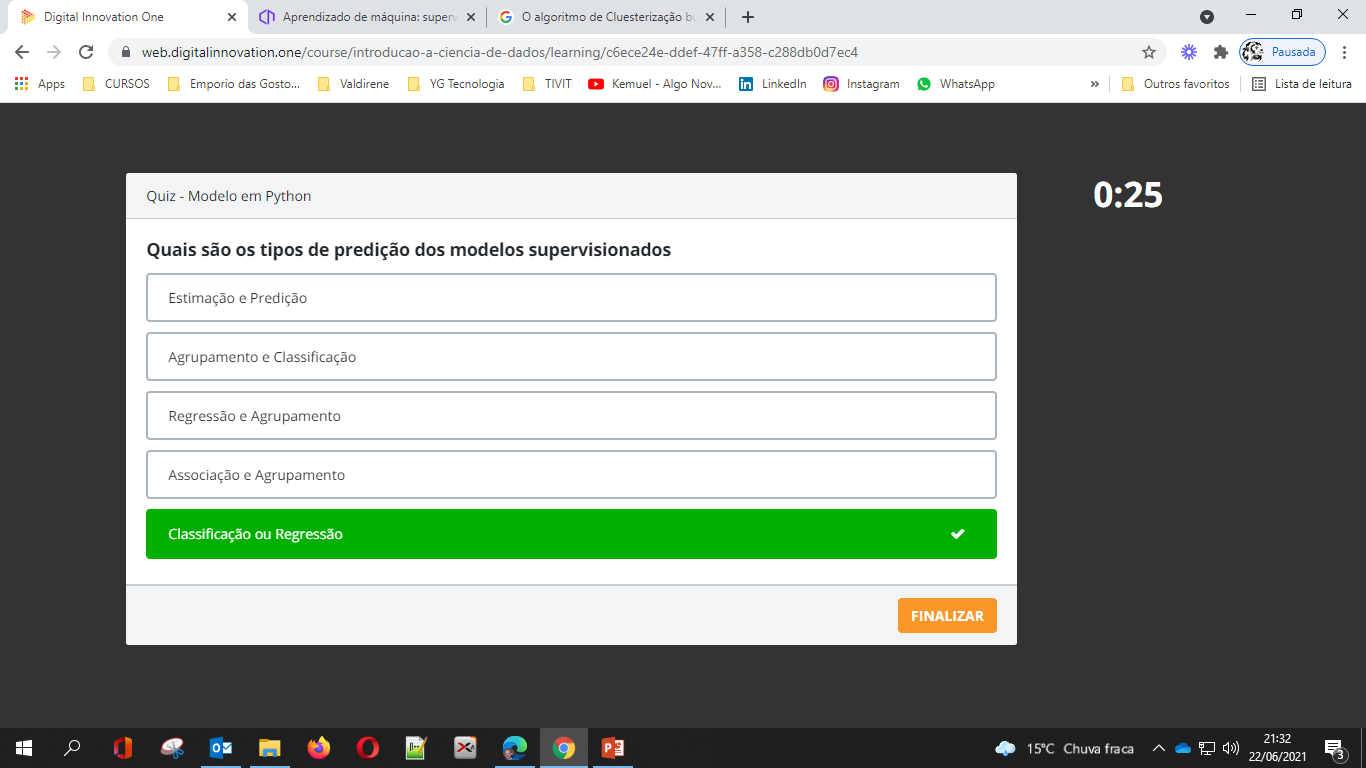 Digital Innovation One
Aprendizado de máquina: superv
O algoritmo de Cluesterização bu
web.digitalinnovation.one/course/introducao-a-ciencia-de-dados/learning/c6ece24e-ddef-47ff-a358-c288db0d7ec4
Pausada
Apps
CURSOS
Emporio das Gosto...
Valdirene
YG Tecnologia
TIVIT
Kemuel - Algo Nov...
LinkedIn
Instagram
WhatsApp
»
Outros favoritos
Lista de leitura
Quiz - Modelo em Python
0:25
Quais são os tipos de predição dos modelos supervisionados
Estimação e Predição
Agrupamento e Classificação
Regressão e Agrupamento
Associação e Agrupamento
Classificação ou Regressão
FINALIZAR
15°C Chuva fraca
21:32
22/06/2021
3